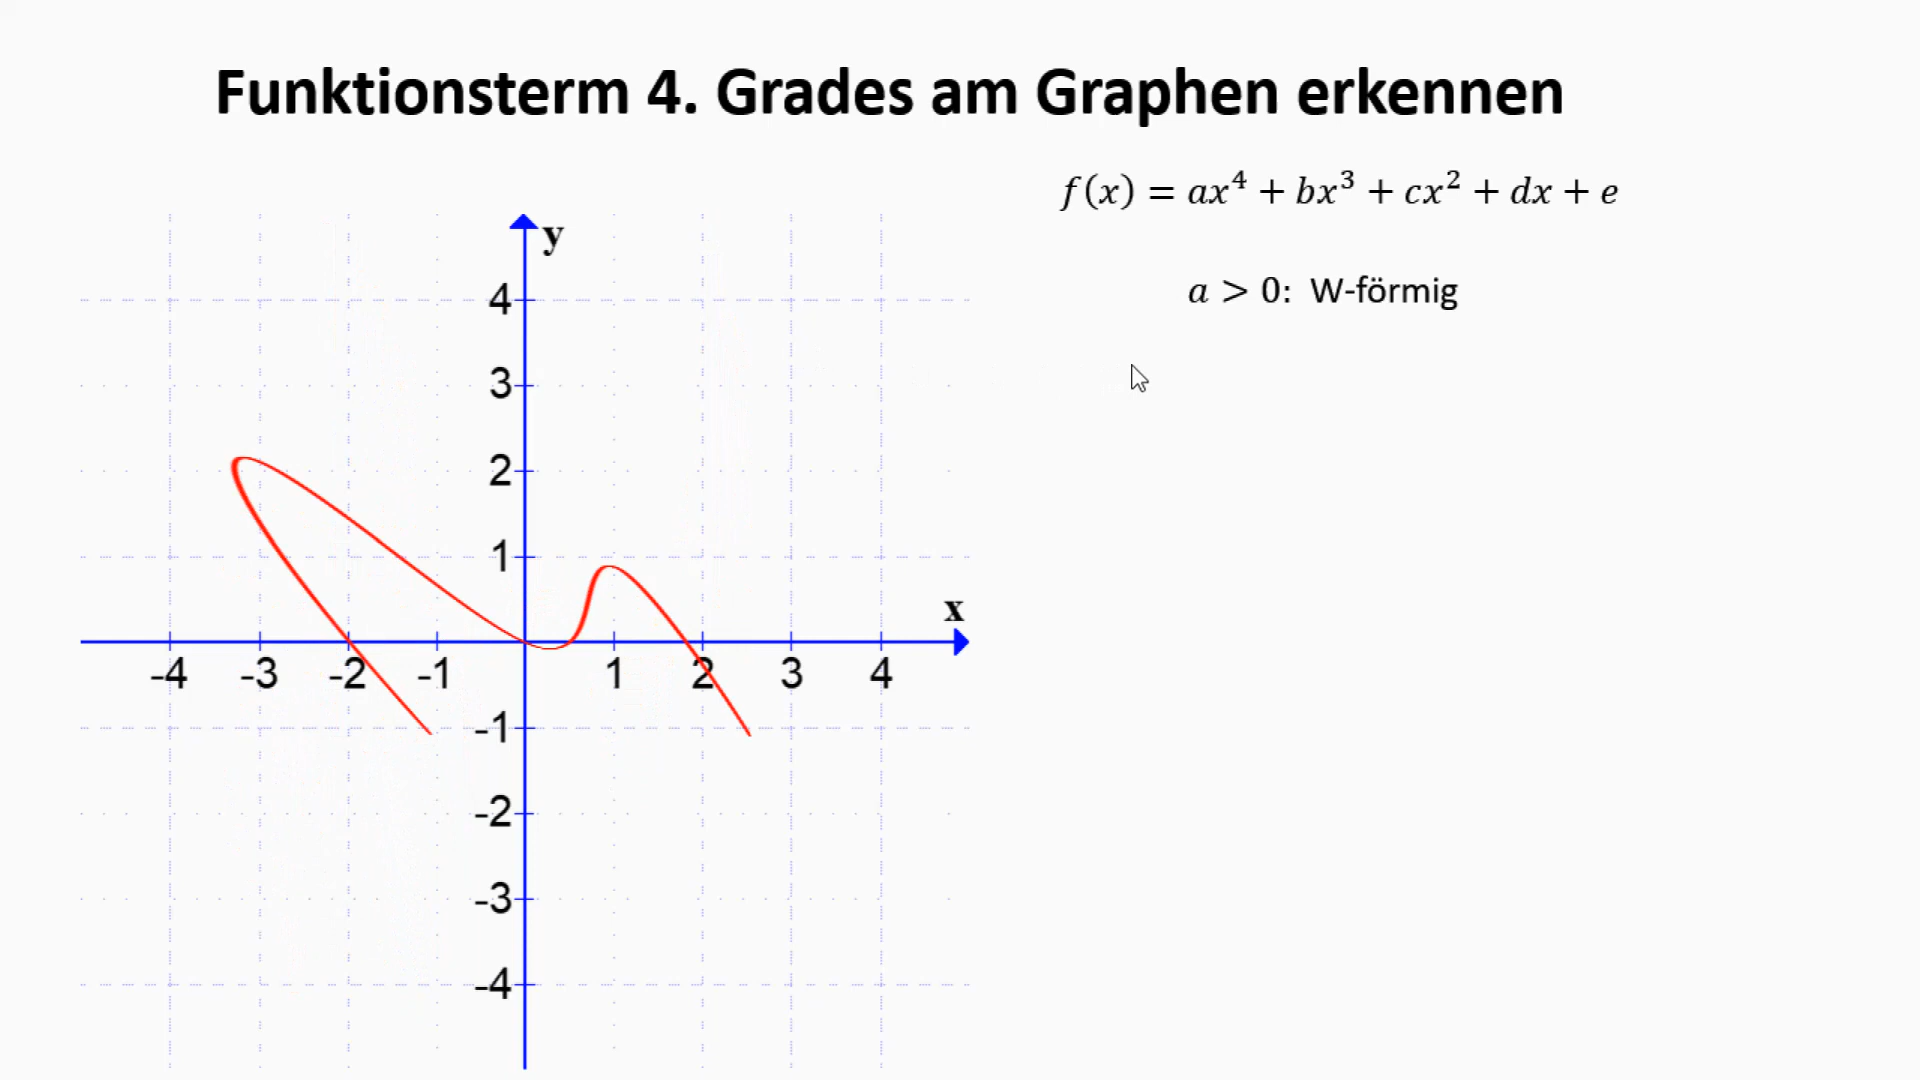 Funktionsterm 4. Grades am Graphen erkennen
f(x) = ax⁴ + bx³ + cx² + dx + e
a > 0: W-förmig
y
4
3
2
1
x
-4 -3 -2 -1 1 2 3 4
-1
-2
-3
-4